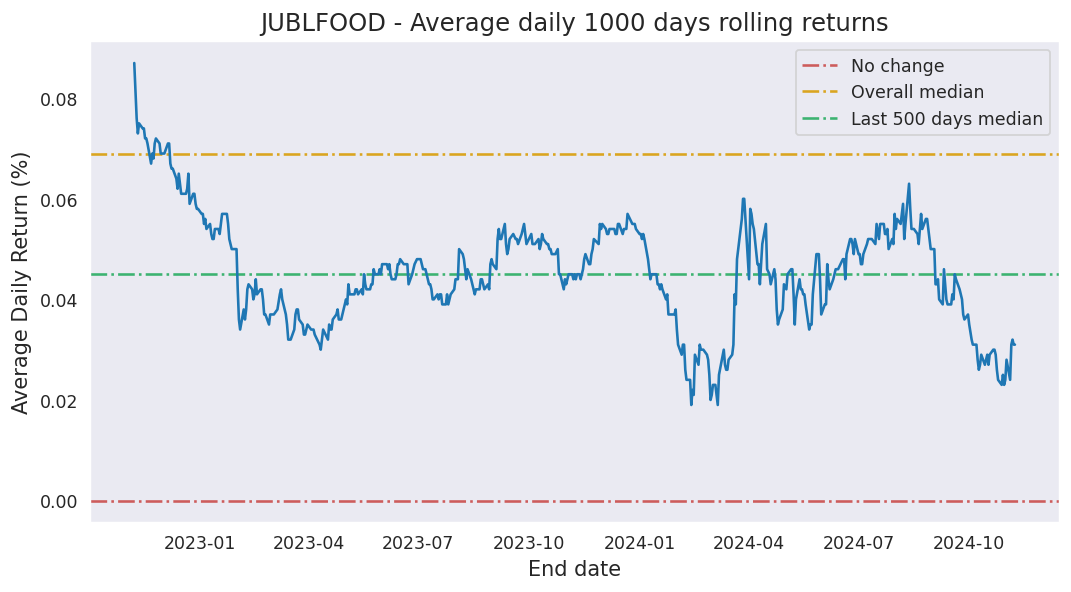 JUBLFOOD - Average daily 1000 days rolling returns
No change
Overall median
Last 500 days median
Average Daily Return (%)
0.08
0.06
0.04
0.02
0.00
2023-01 2023-04 2023-07 2023-10 2024-01 2024-04 2024-07 2024-10
End date